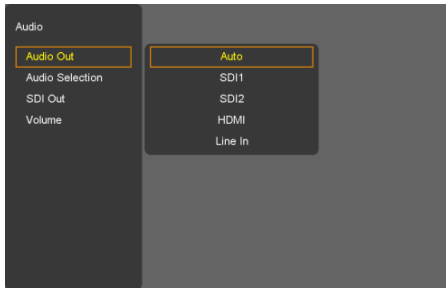 Audio
Audio Out
Audio Selection
SDI Out
Volume
Auto
SDI1
SDI2
HDMI
Line In